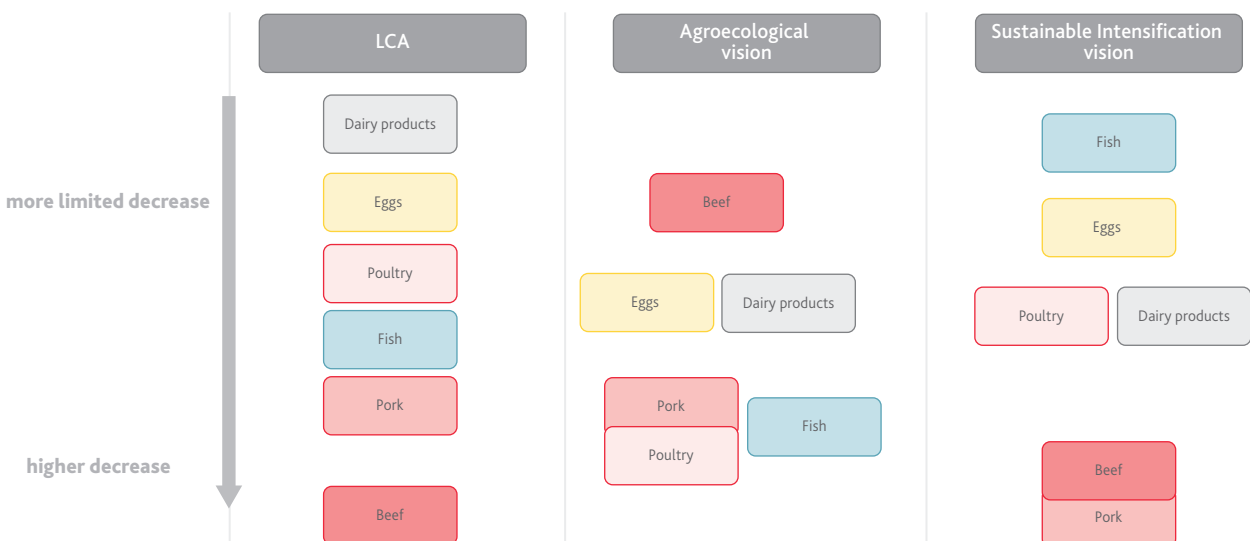 LCA
Agroecological
vision
Sustainable Intensification
vision
more limited decrease
higher decrease
Dairy products
Eggs
Poultry
Fish
Pork
Beef
Beef
Eggs
Dairy products
Pork
Poultry
Fish
Fish
Eggs
Poultry
Dairy products
Beef
Pork